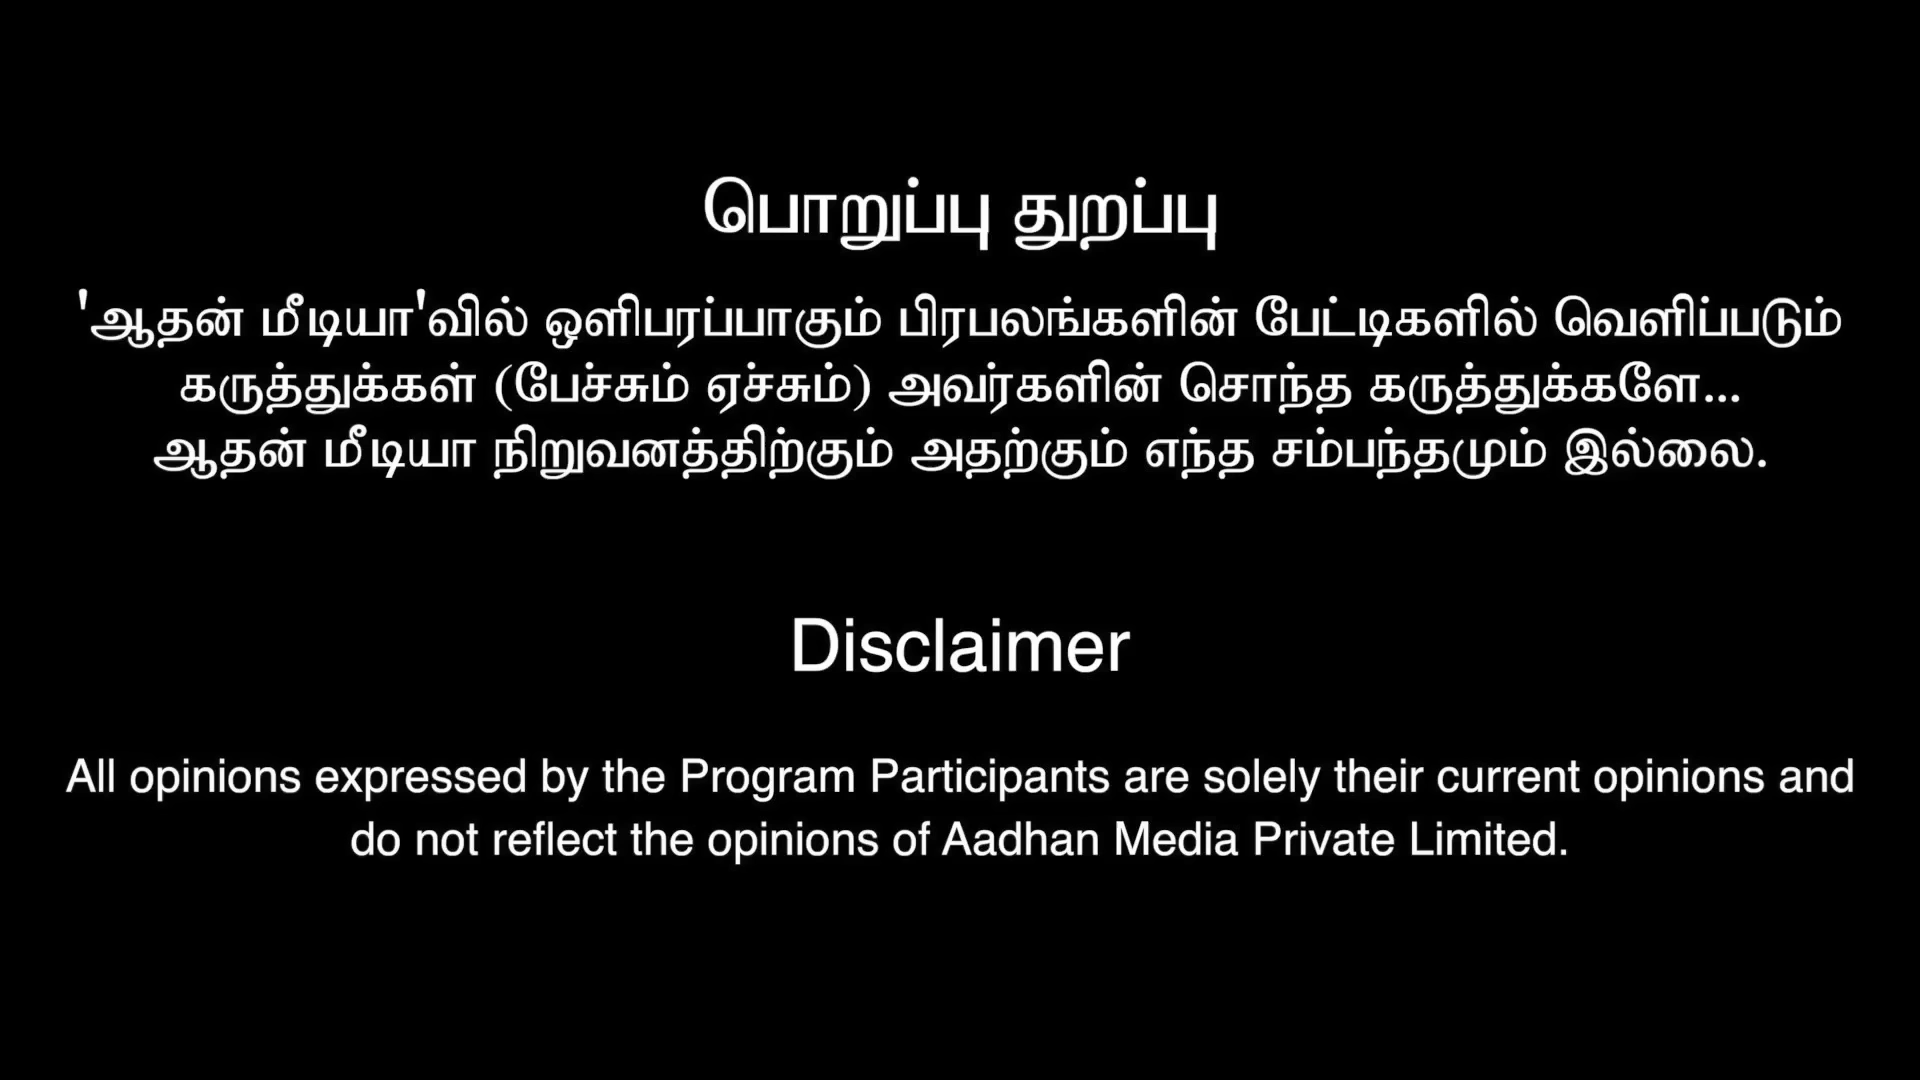 பொறுப்பு துறப்பு
'ஆதன் மீடியா'வில் ஒளிபரப்பாகும் பிரபலங்களின் பேட்டிகளில் வெளிப்படும்
கருத்துக்கள் (பேச்சும் ஏச்சும்) அவர்களின் சொந்த கருத்துக்களே...
ஆதன் மீடியா நிறுவனத்திற்கும் அதற்கும் எந்த சம்பந்தமும் இல்லை.
Disclaimer
All opinions expressed by the Program Participants are solely their current opinions and
do not reflect the opinions of Aadhan Media Private Limited.